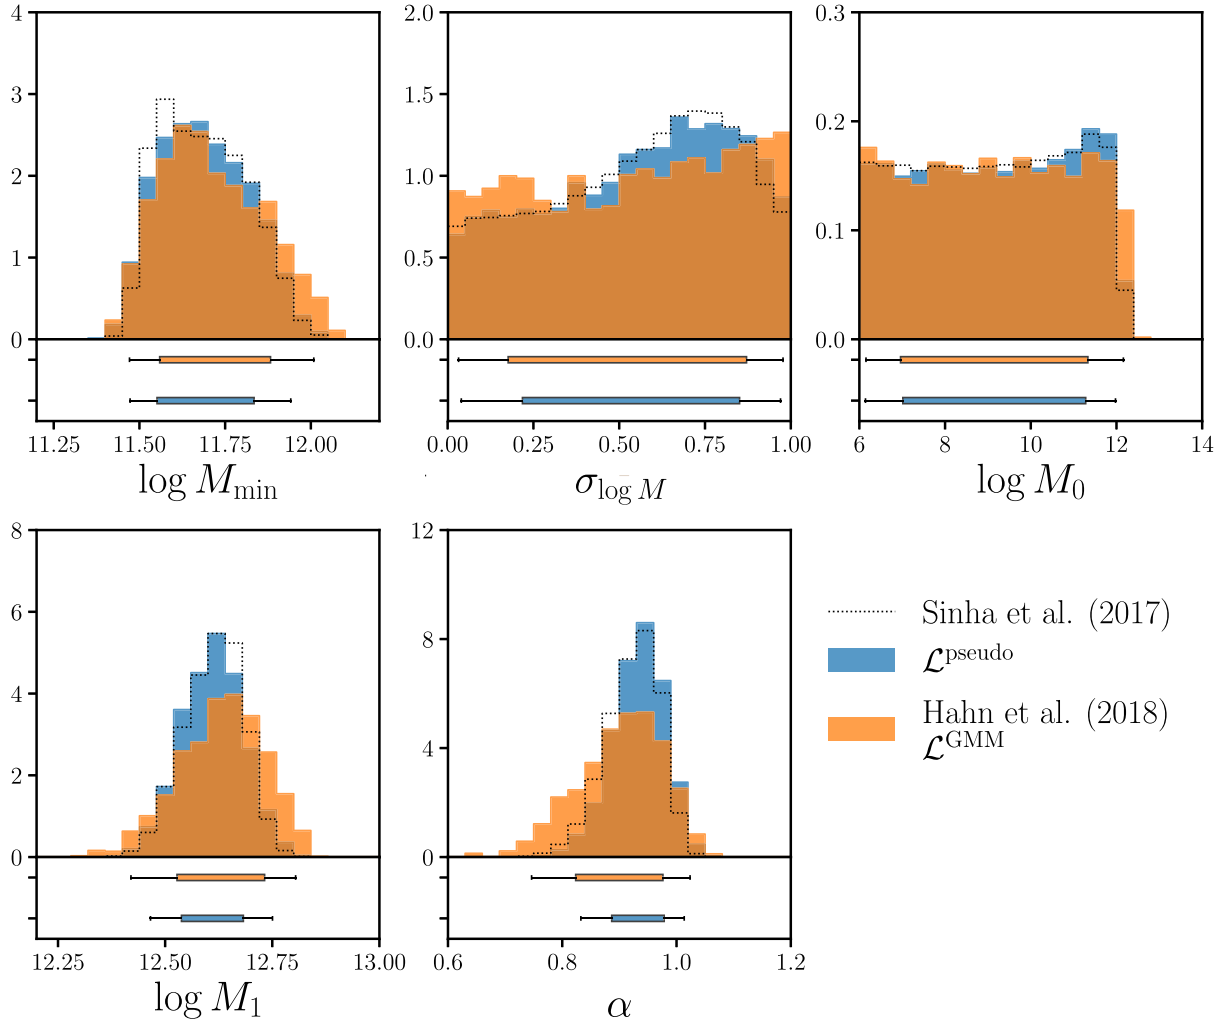 4
3
2
1
0
11.25 11.50 11.75 12.00
log M_min
2.0
1.5
1.0
0.5
0.0
0.00 0.25 0.50 0.75 1.00
σ_log M
0.3
0.2
0.1
0.0
6 8 10 12 14
log M_0
8
6
4
2
0
12.25 12.50 12.75 13.00
log M_1
12
8
4
0
0.6 0.8 1.0 1.2
α
Sinha et al. (2017)
ℒ^pseudo
Hahn et al. (2018)
ℒ^GMM